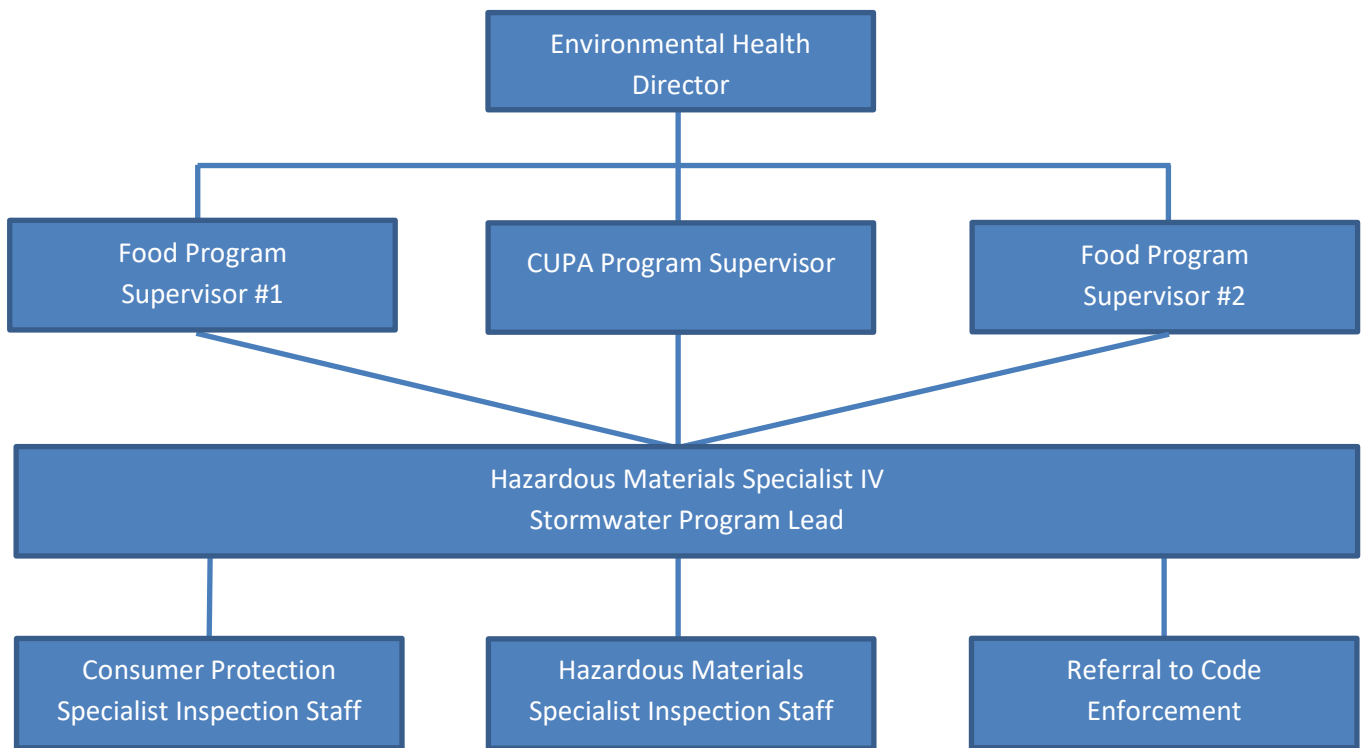 Environmental Health
Director
Food Program
Supervisor #1
CUPA Program Supervisor
Food Program
Supervisor #2
Hazardous Materials Specialist IV
Stormwater Program Lead
Consumer Protection
Specialist Inspection Staff
Hazardous Materials
Specialist Inspection Staff
Referral to Code
Enforcement